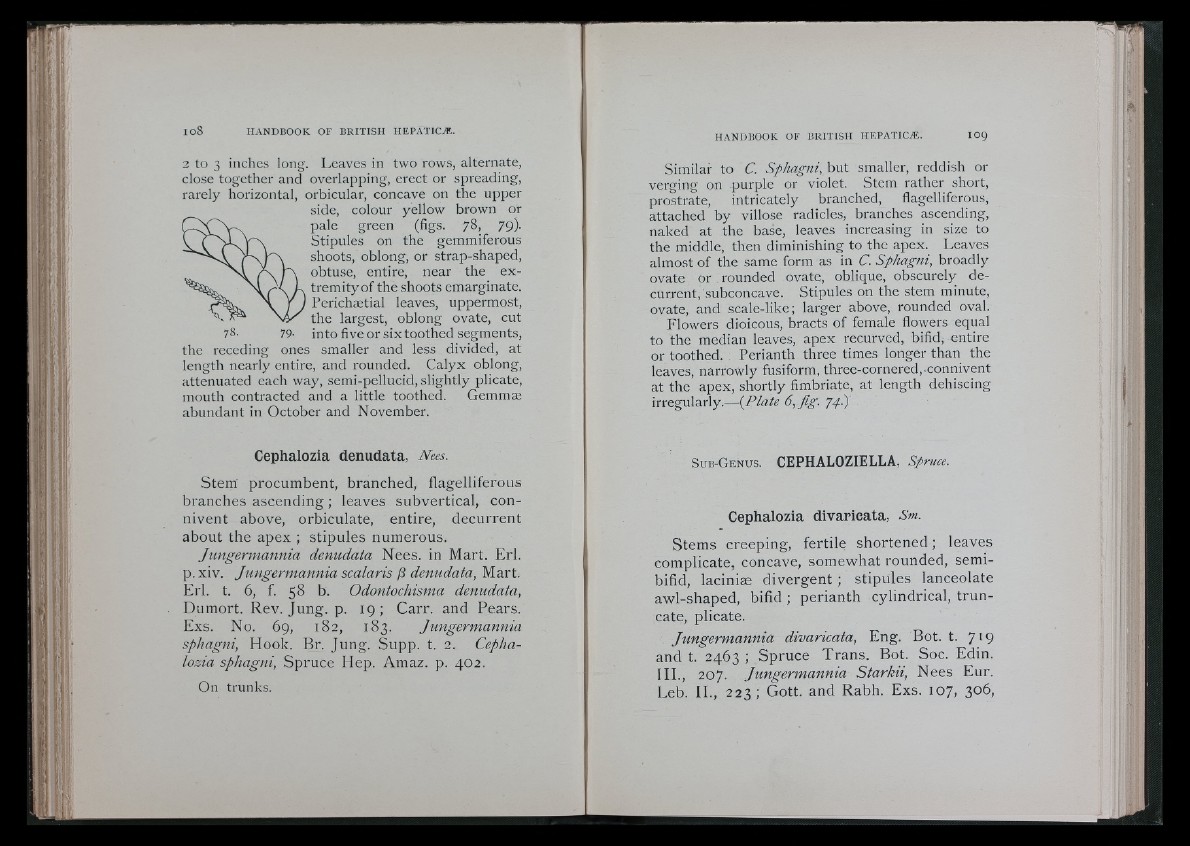 108 HANDBOOK OF BRITISH HEPATICÆ.
2 to 3 inches long. Leaves in two rows, alternate,
close together and overlapping, erect or spreading,
rarely horizontal, orbicular, concave on the upper
side, colour yellow brown or
pale green (figs. 78, 79).
Stipules on the gemmiferous
shoots, oblong, or strap-shaped,
obtuse, entire, near the ex-
tremity of the shoots emarginate.
Perichætial leaves, uppermost,
the largest, oblong ovate, cut
78. 79. into five or six toothed segments,
the receding ones smaller and less divided, at
length nearly entire, and rounded. Calyx oblong,
attenuated each way, semi-pellucid, slightly plicate,
mouth contracted and a little toothed. Gemmæ
abundant in October and November.
Cephalozia denudata, Nees.
Stem procumbent, branched, flagelliferous
branches ascending; leaves subvertical, con-
nivent above, orbiculate, entire, decurrent
about the apex; stipules numerous.
Jungermannia denudata Nees. in Mart. Erl.
p. xiv. Jungermannia scalaris β denudata, Mart.
Erl. t. 6, f. 58 b. Odontochisma denudata,
Dumort. Rev. Jung. p. 19; Carr. and Pears.
Exs. No. 69, 182, 183. Jungermannia
sphagni, Hook. Br. Jung. Supp. t. 2. Cepha-
lozia sphagni, Spruce Hep. Amaz. p. 402.
On trunks.
HANDBOOK OF BRITISH HEPATICÆ. 109
Similar to C. Sphagni, but smaller, reddish or
verging on purple or violet. Stem rather short,
prostrate, intricately branched, flagelliferous,
attached by villose radicles, branches ascending,
naked at the base, leaves increasing in size to
the middle, then diminishing to the apex. Leaves
almost of the same form as in C. Sphagni, broadly
ovate or rounded ovate, oblique, obscurely de-
current, subconcave. Stipules on the stem minute,
ovate, and scale-like; larger above, rounded oval.
Flowers dioicous, bracts of female flowers equal
to the median leaves, apex recurved, bifid, entire
or toothed. Perianth three times longer than the
leaves, narrowly fusiform, three-cornered, connivent
at the apex, shortly fimbriate, at length dehiscing
irregularly.—(Plate 6, fig. 74.)
SUB-GENUS. CEPHALOZIELLA, Spruce.
Cephalozia divaricata, Sm.
Stems creeping, fertile shortened; leaves
complicate, concave, somewhat rounded, semi-
bifid, laciniæ divergent; stipules lanceolate
awl-shaped, bifid; perianth cylindrical, trun-
cate, plicate.
Jungermannia divaricata, Eng. Bot. t. 719
and t. 2463; Spruce Trans. Bot. Soc. Edin.
III., 207. Jungermannia Starkii, Nees Eur.
Leb. II., 223; Gott. and Rabh. Exs. 107, 306,